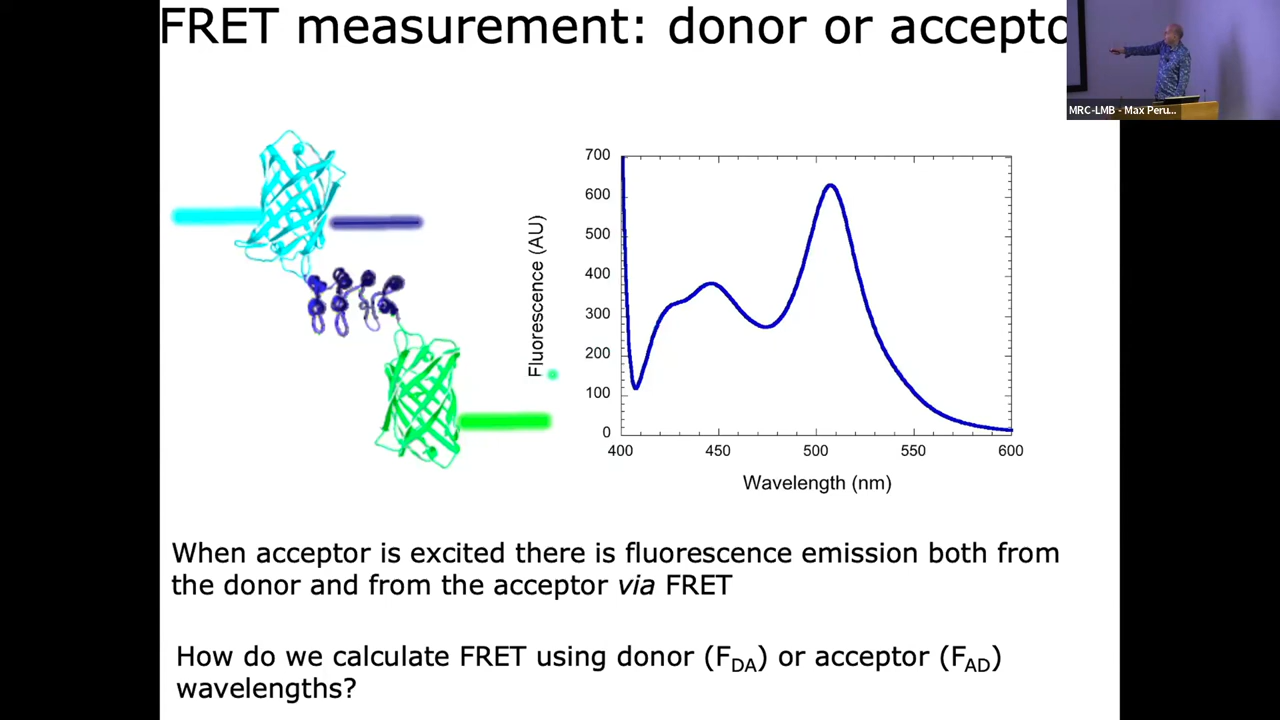 FRET measurement: donor or accepto
MRC-LMB - Max Peru...
Fluorescence (AU)
700
600
500
400
300
200
100
0
400
450
500
550
600
Wavelength (nm)
When acceptor is excited there is fluorescence emission both from
the donor and from the acceptor via FRET
How do we calculate FRET using donor (FDA) or acceptor (FAD)
wavelengths?